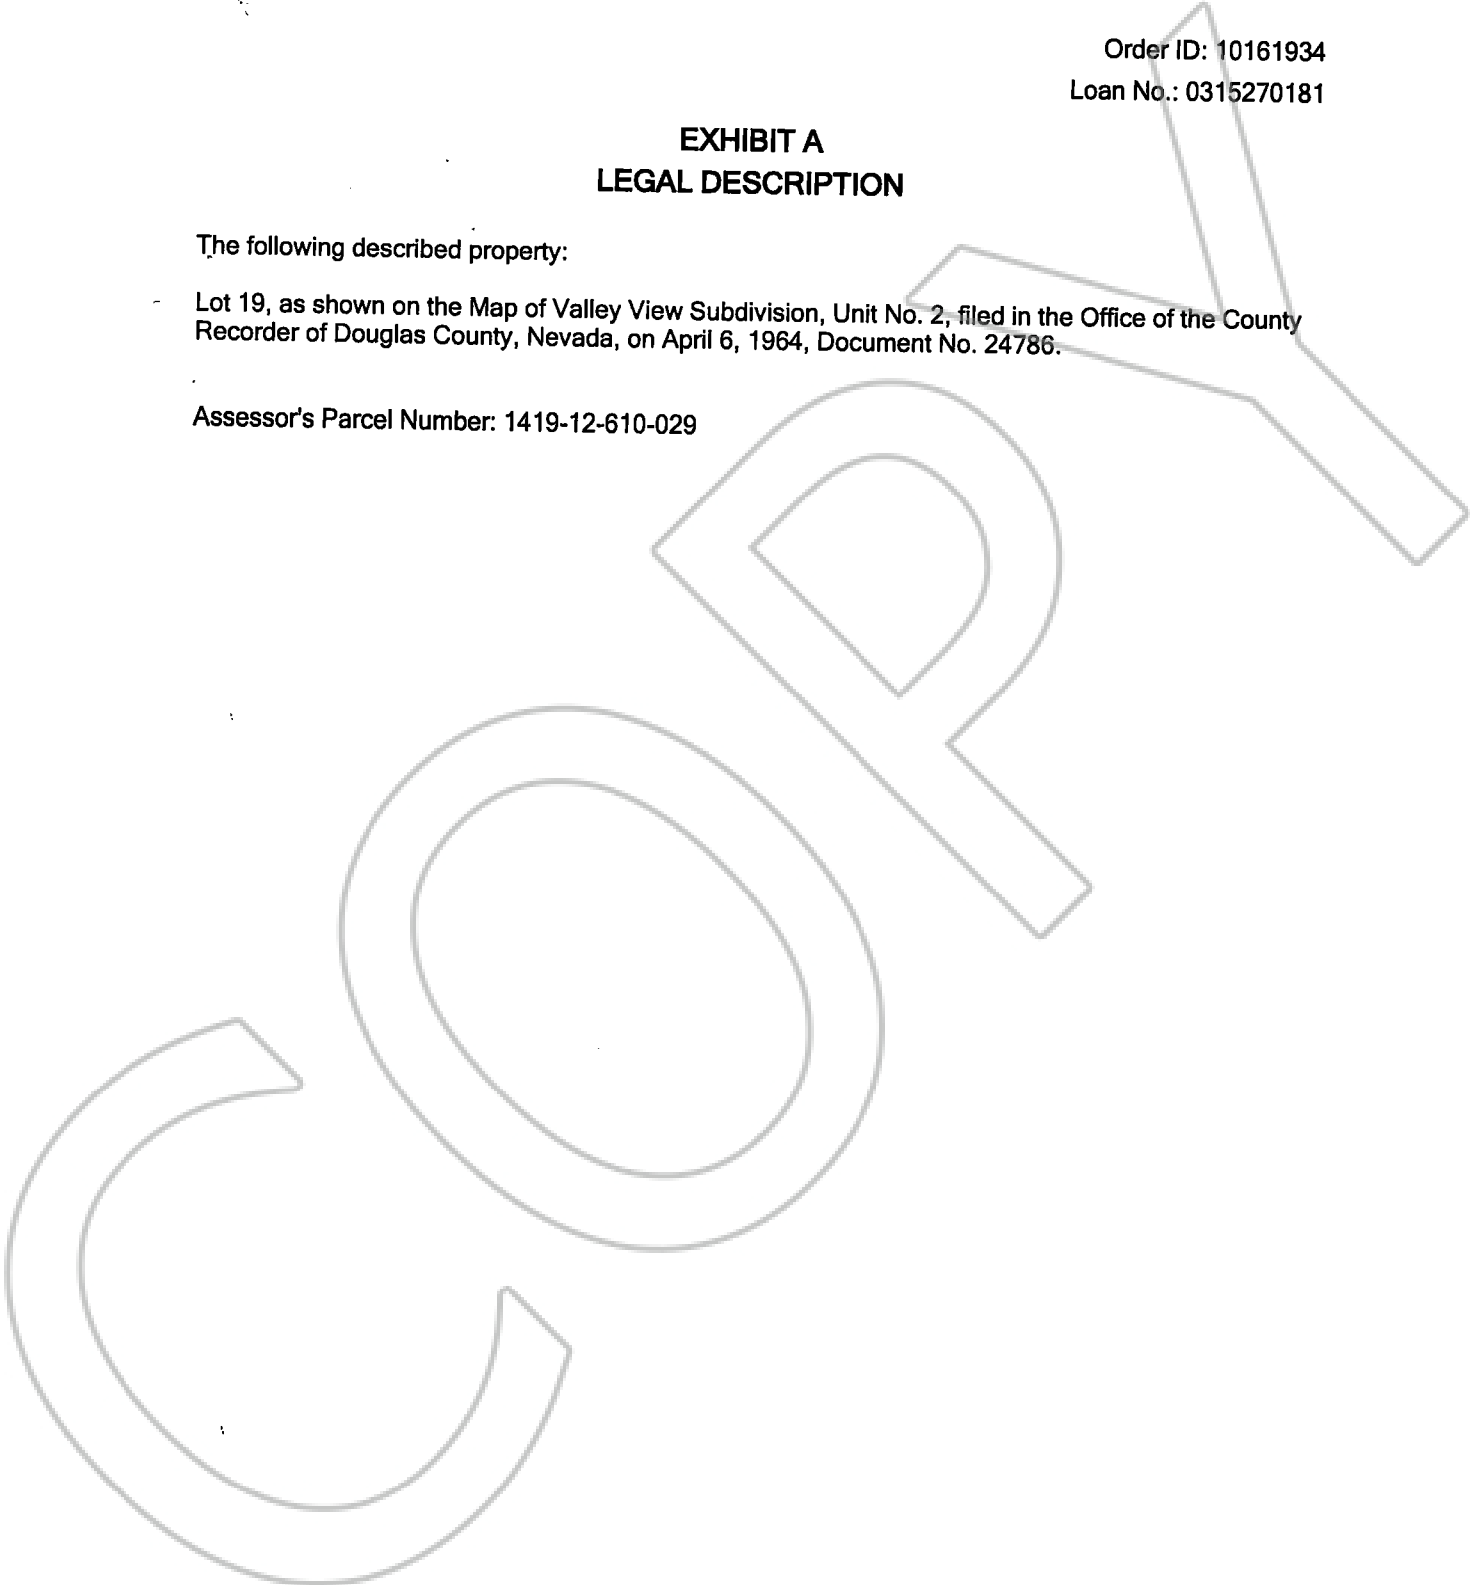 Order ID: 10161934
Loan No.: 0315270181
EXHIBIT A
LEGAL DESCRIPTION
The following described property:
Lot 19, as shown on the Map of Valley View Subdivision, Unit No. 2, filed in the Office of the County
Recorder of Douglas County, Nevada, on April 6, 1964, Document No. 24786.
Assessor's Parcel Number: 1419-12-610-029
COPY